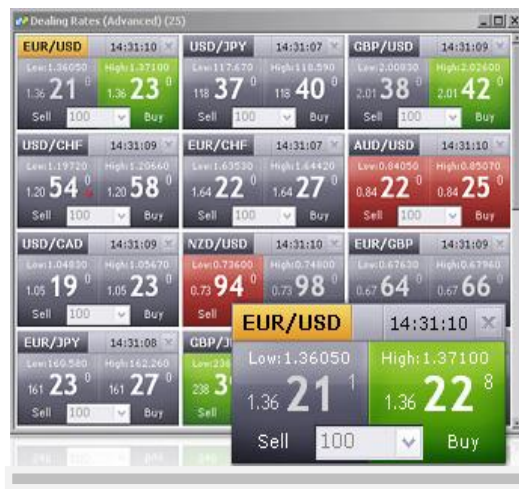 Dealing Rates (Advanced) (25)
EUR/USD 14:31:10 USD/JPY 14:31:07 GBP/USD 14:31:09
Low:1.36050 High:1.37100 Low:117.670 High:118.590 Low:2.00930 High:2.02600
1.36 21 0 1.36 23 0 118 37 0 118 40 0 2.01 38 0 2.01 42 0
Sell 100 Buy Sell 100 Buy Sell 100 Buy
USD/CHF 14:31:09 EUR/CHF 14:31:07 AUD/USD 14:31:10
Low:1.19720 High:1.20660 Low:1.63530 High:1.64420 Low:0.84050 High:0.85070
1.20 54 0 1.20 58 0 1.64 22 0 1.64 27 0 0.84 22 0 0.84 25 0
Sell 100 Buy Sell 100 Buy Sell 100 Buy
USD/CAD 14:31:09 NZD/USD 14:31:10 EUR/GBP 14:31:09
Low:1.04830 High:1.05670 Low:0.73600 High:0.74800 Low:0.67630 High:0.67960
1.05 19 0 1.05 23 0 0.73 94 0 0.73 98 0 0.67 64 0 0.67 66 0
Sell 100 Buy Sell
EUR/JPY 14:31:08
Low:160.580 High:162.260
161 23 0 161 27 0 238
Sell 100 Buy Sell
EUR/USD 14:31:10
Low:1.36050 High:1.37100
1.36 21 1 1.36 22 8
Sell 100 Buy